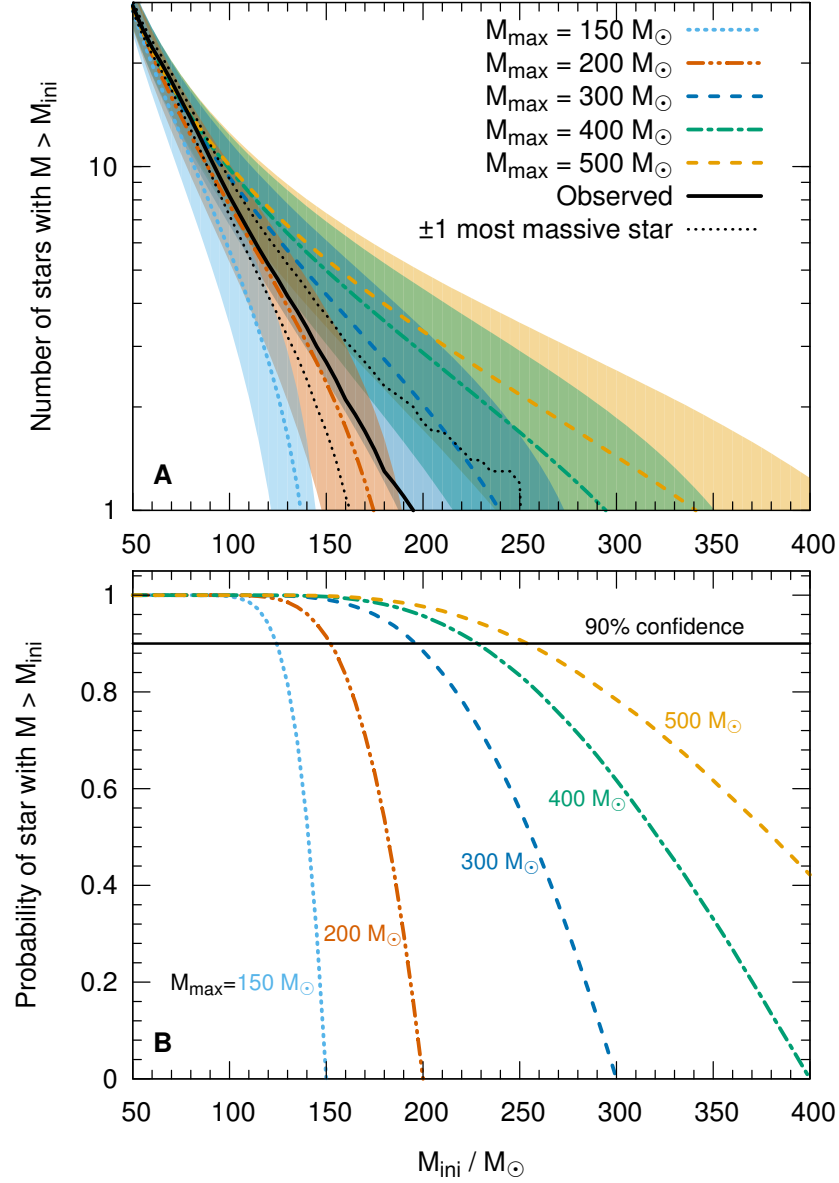 Number of stars with M > M_ini
10
1
M_max = 150 M_⊙
M_max = 200 M_⊙
M_max = 300 M_⊙
M_max = 400 M_⊙
M_max = 500 M_⊙
Observed
±1 most massive star
A
50 100 150 200 250 300 350 400
Probability of star with M > M_ini
1
0.8
0.6
0.4
0.2
0
90% confidence
500 M_⊙
400 M_⊙
300 M_⊙
200 M_⊙
M_max=150 M_⊙
B
50 100 150 200 250 300 350 400
M_ini / M_⊙